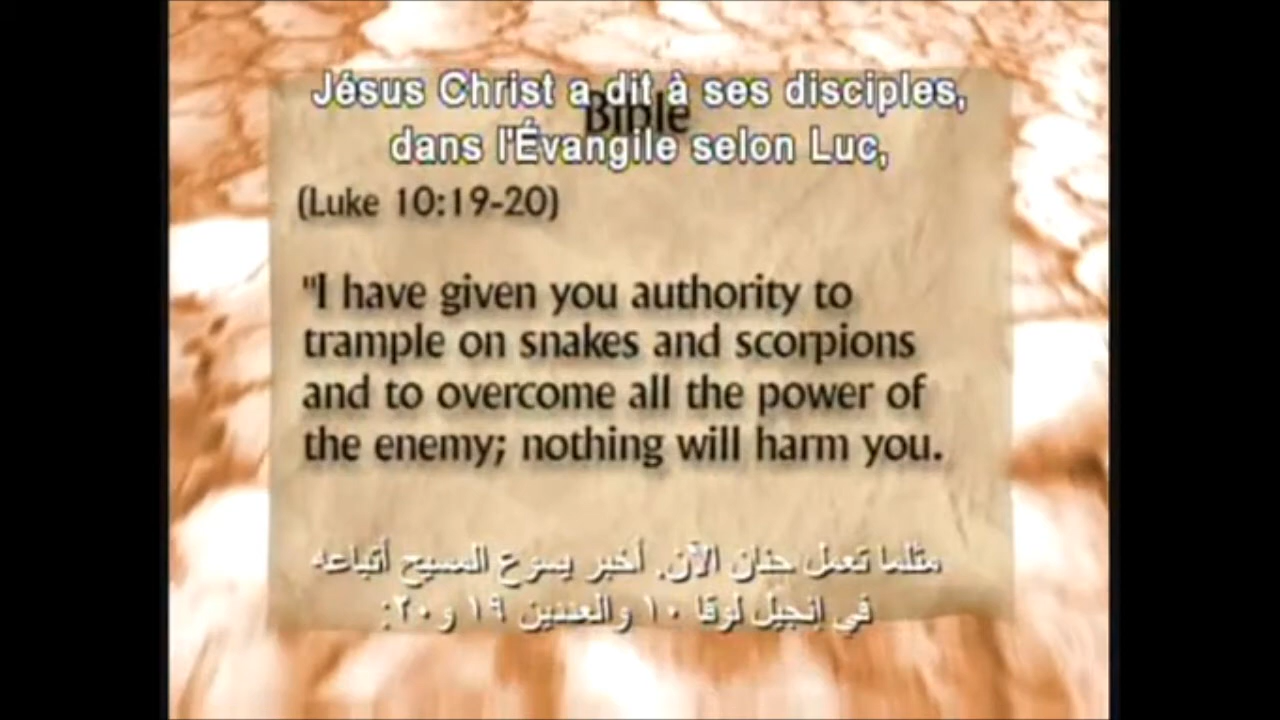 Jésus Christ a dit à ses disciples,
Bible
dans l'Évangile selon Luc,
(Luke 10:19-20)
"I have given you authority to
trample on snakes and scorpions
and to overcome all the power of
the enemy; nothing will harm you.
مثلما تعمل حنان الآن. أخبر يسوع المسيح أتباعه
في إنجيل لوقا ١٠ والعددين ١٩ و٢٠: